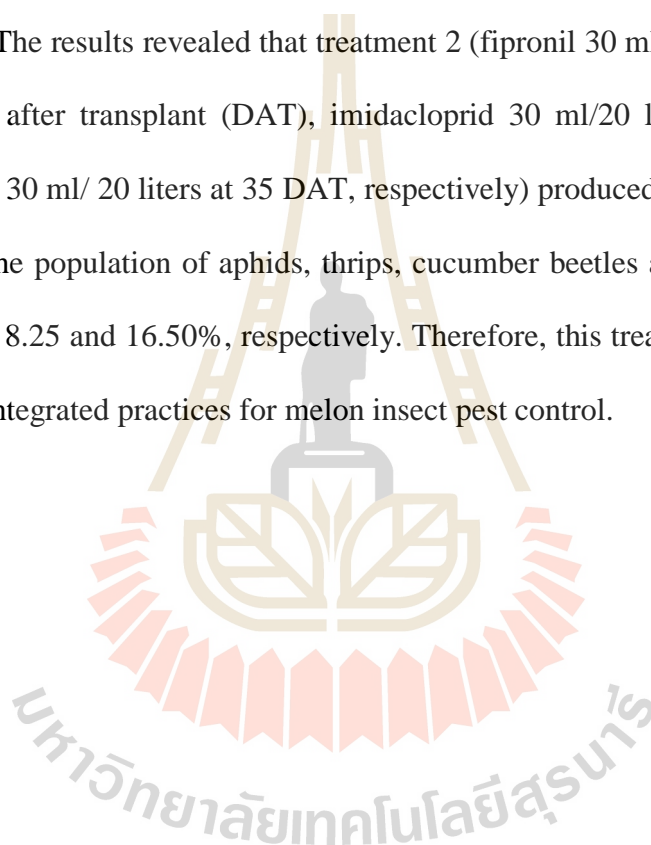 The results revealed that treatment 2 (fipronil 30 ml
after transplant (DAT), imidacloprid 30 ml/20 l
30 ml/ 20 liters at 35 DAT, respectively) produced
he population of aphids, thrips, cucumber beetles a
8.25 and 16.50%, respectively. Therefore, this trea
ntegrated practices for melon insect pest control.
มหาวิทยาลัยเทคโนโลยีสุรนารี